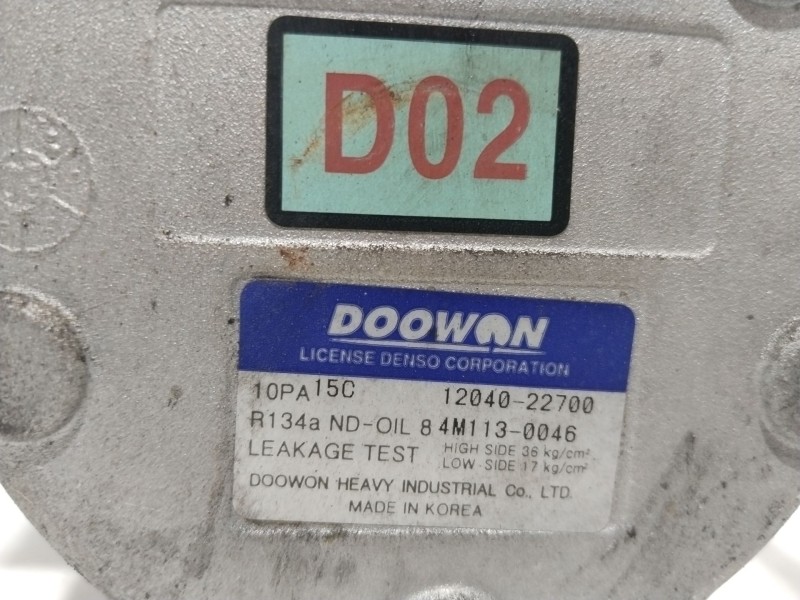 D02
DOOWON
LICENSE DENSO CORPORATION
10PA15C 12040-22700
R134a ND-OIL 8 4M113-0046
LEAKAGE TEST HIGH SIDE 36 kg/cm²
LOW-SIDE 17 kg/cm²
DOOWON HEAVY INDUSTRIAL Co., LTD.
MADE IN KOREA